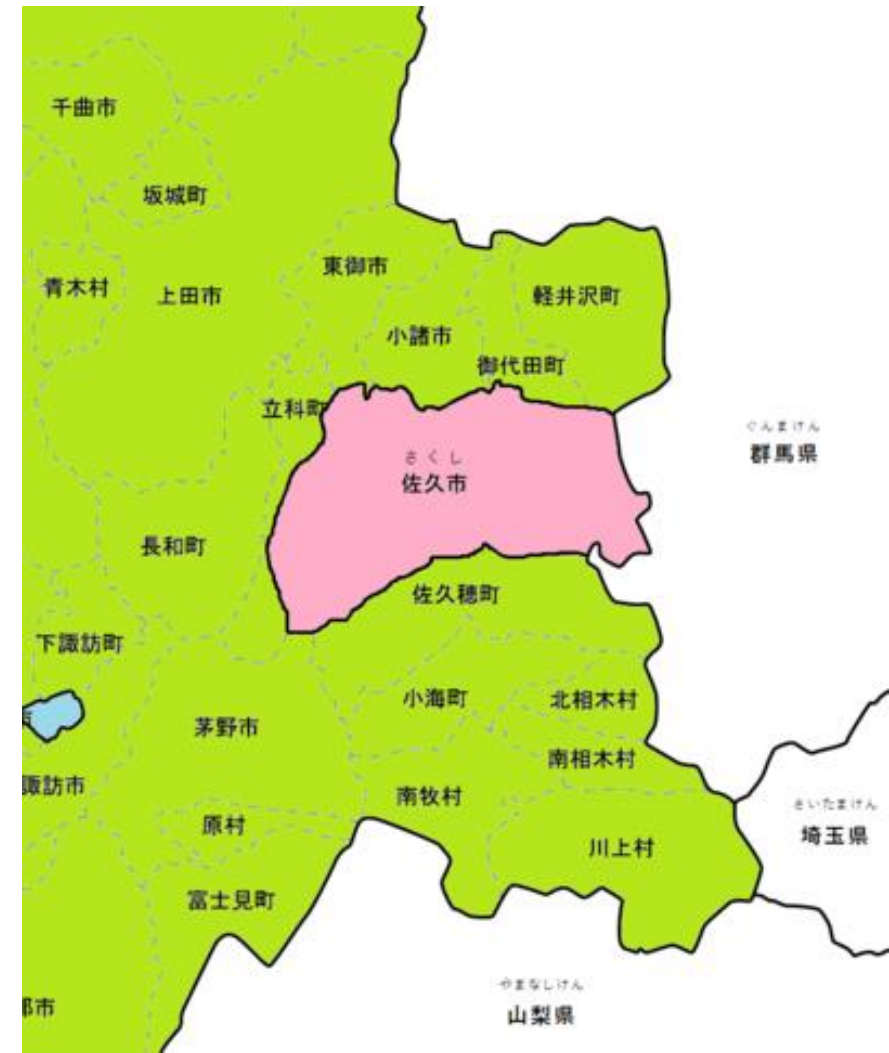 千曲市
坂城町
東御市
青木村
上田市
軽井沢町
小諸市
御代田町
立科町
ぐんまけん
群馬県
さくし
佐久市
長和町
佐久穂町
下諏訪町
小海町
北相木村
茅野市
南相木村
諏訪市
南牧村
さいたまけん
埼玉県
原村
川上村
富士見町
やまなしけん
山梨県
市